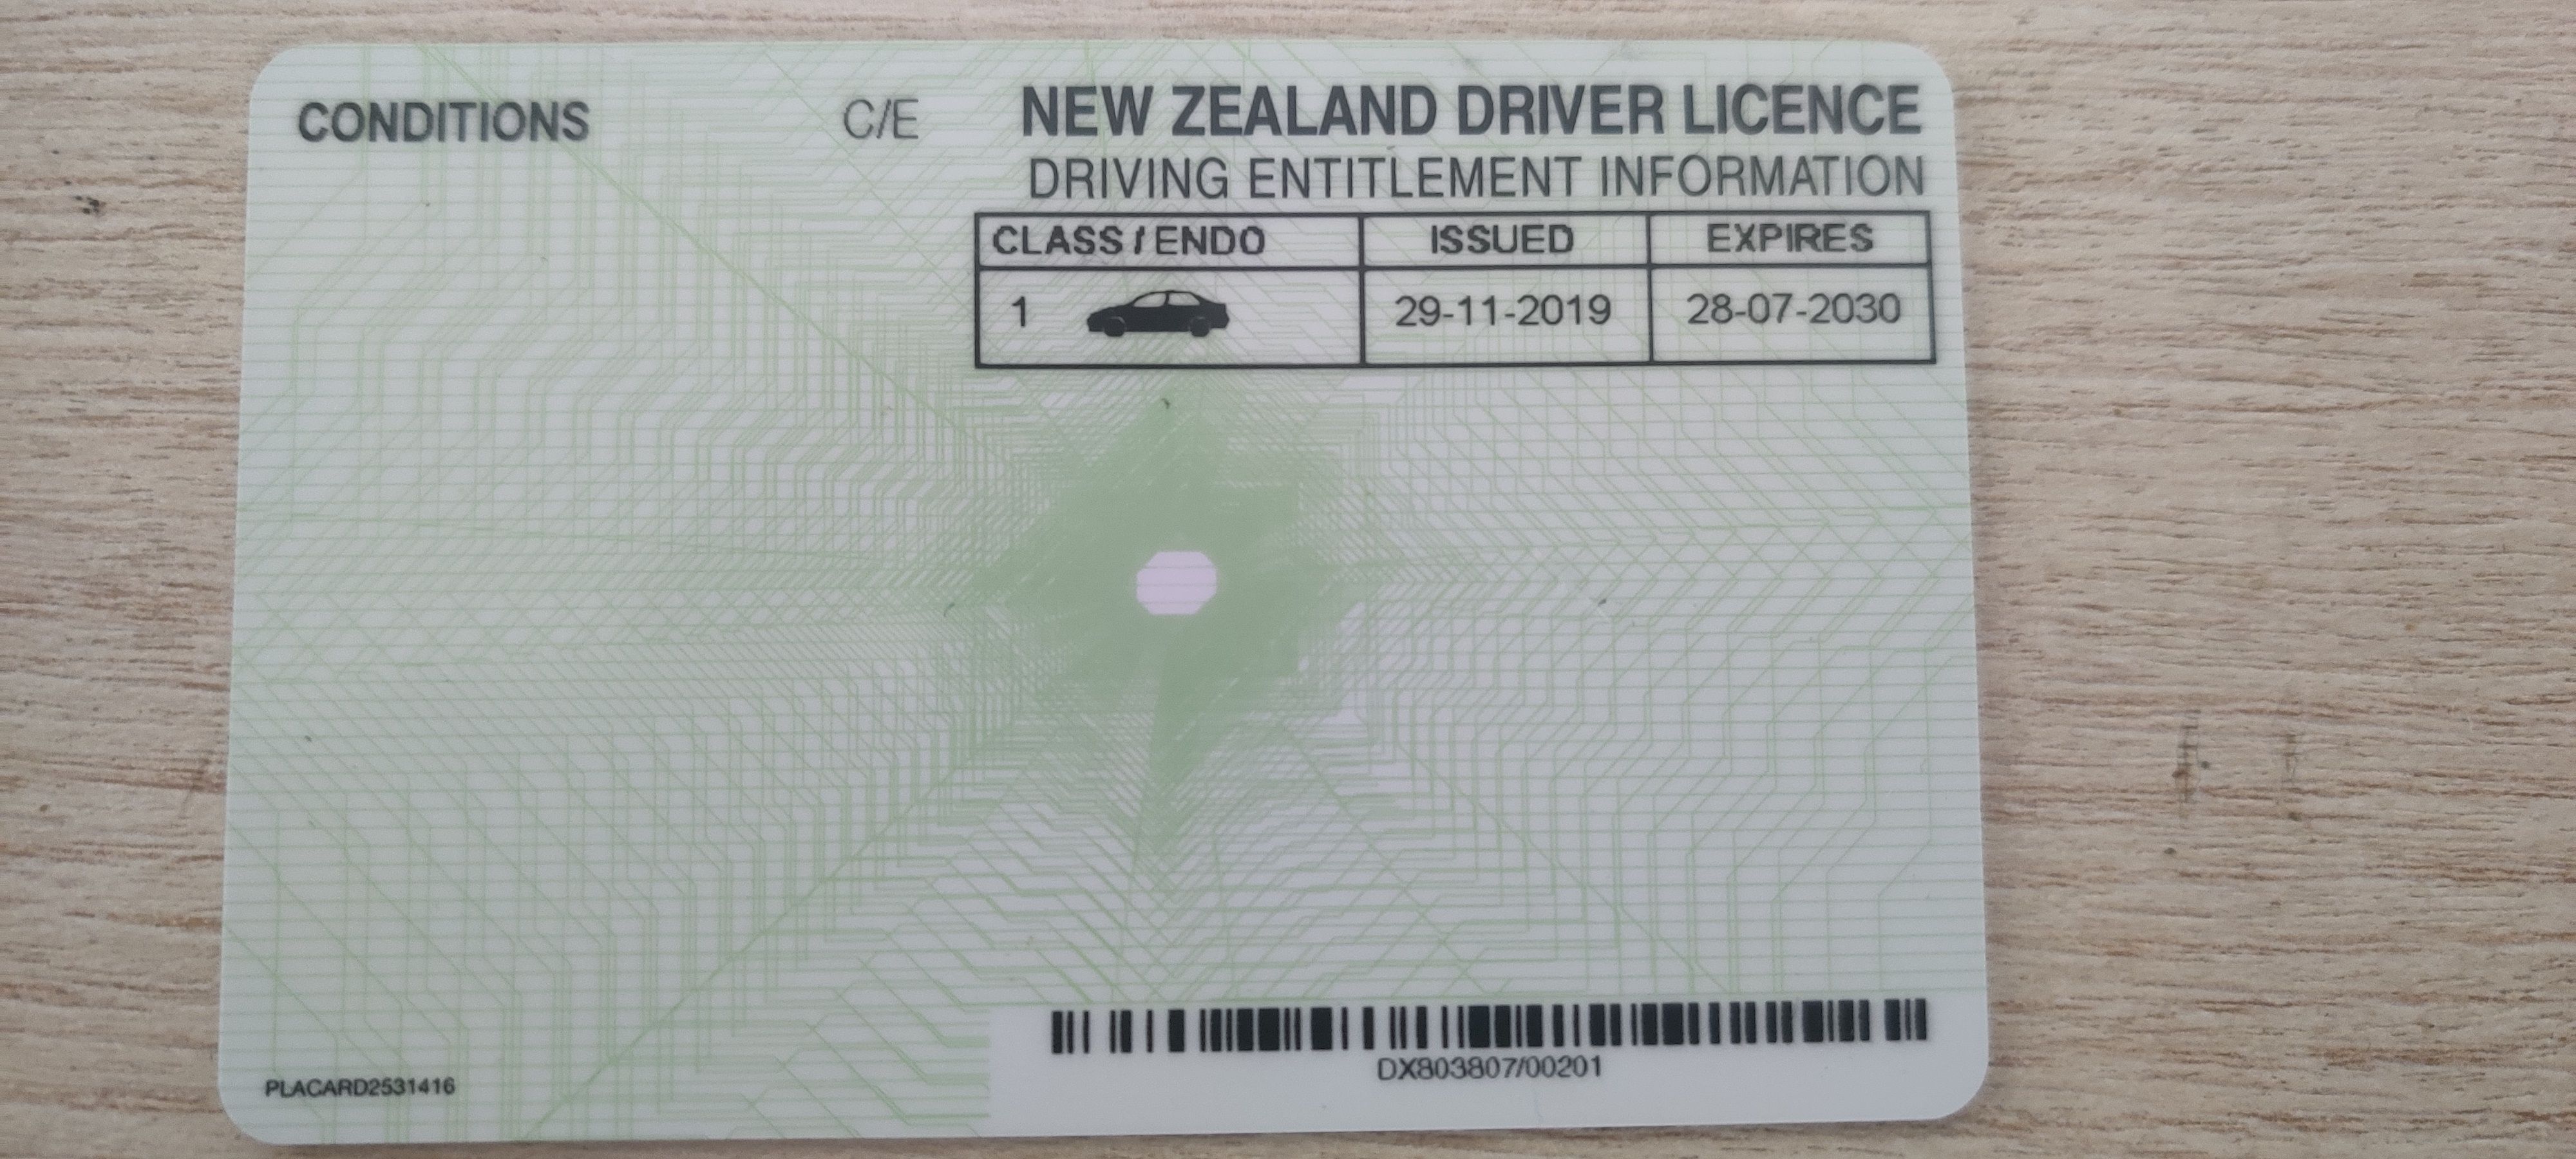 CONDITIONS C/E
NEW ZEALAND DRIVER LICENCE
DRIVING ENTITLEMENT INFORMATION
CLASS / ENDO ISSUED EXPIRES
1 29-11-2019 28-07-2030
DX803807/00201
PLACARD2531416